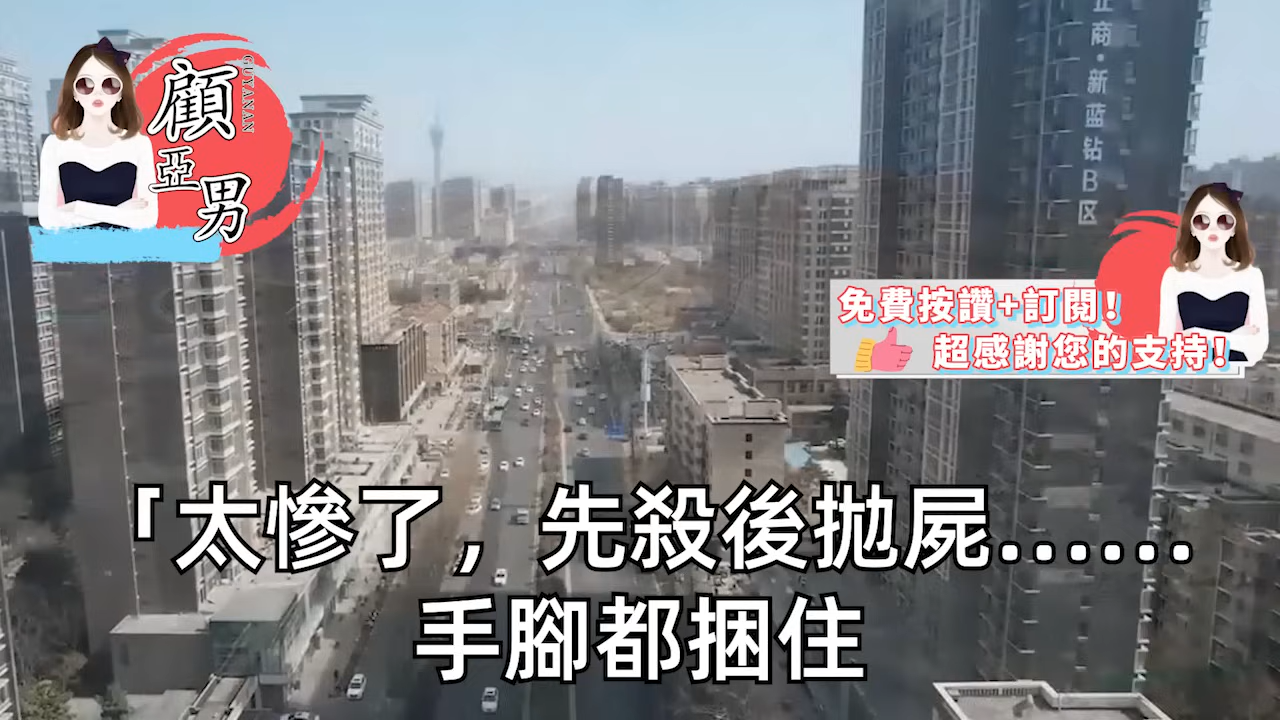 顧亞男
GUYANAN
正商·新蓝钻B区
免費按讚+訂閱!
超感謝您的支持!
「太慘了，先殺後拋屍......
手腳都捆住